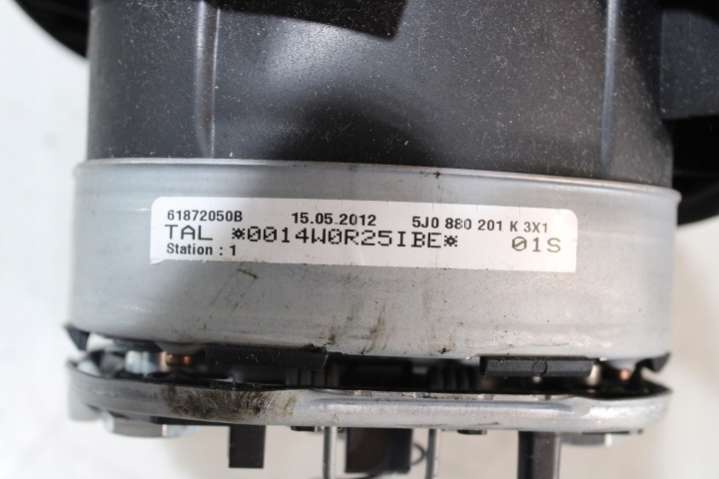 61872050B 15.05.2012 5J0 880 201 K 3X1
TAL *0014W0R25IBE* 01S
Station : 1